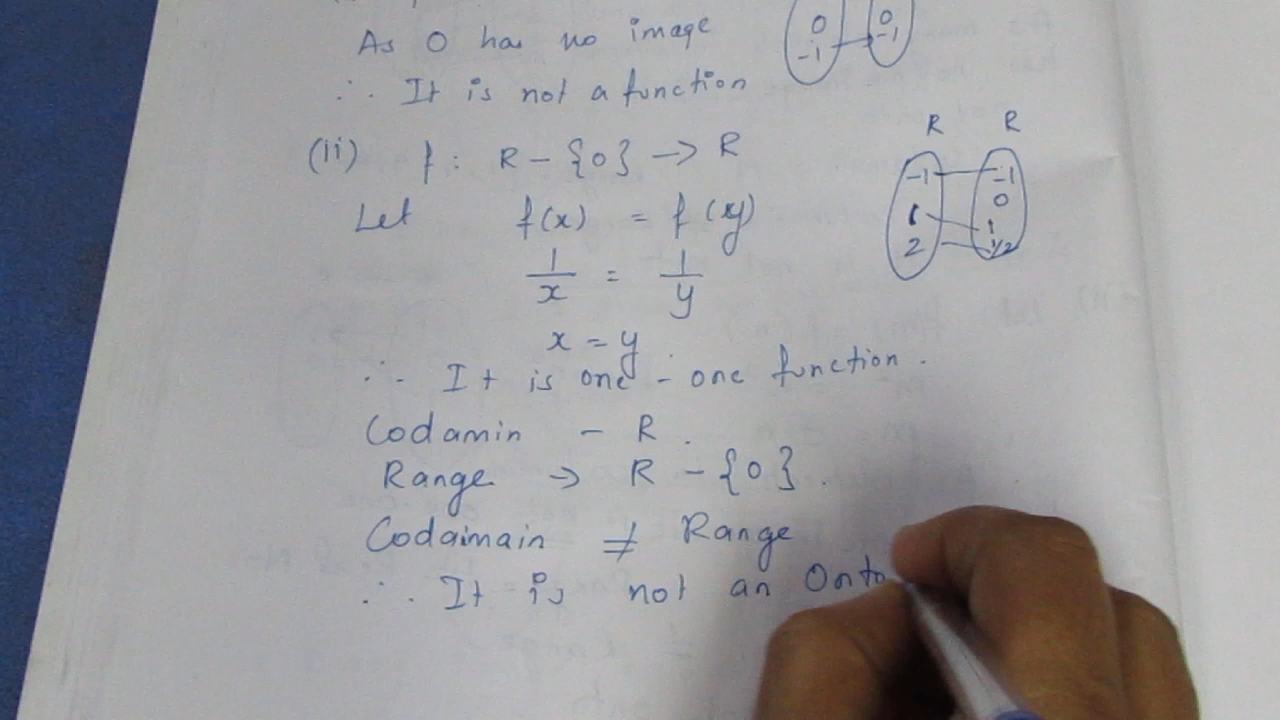 As 0 has no image
∴ It is not a function
0 0
-1 -1
(ii) f : R - {0} -> R
R R
-1 -1
0
1 1
2 1/2
Let f(x) = f(y)
1/x = 1/y
x = y
∴ It is one - one function .
Codamin - R .
Range -> R - {0} .
Codaimain ≠ Range
∴ It is not an Onto